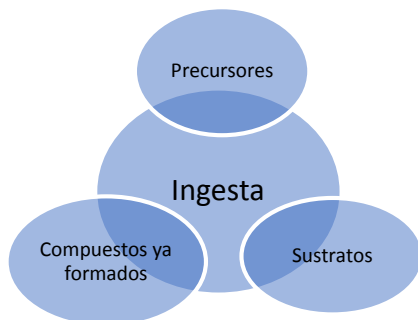 Precursores
Ingesta
Compuestos ya
formados
Sustratos